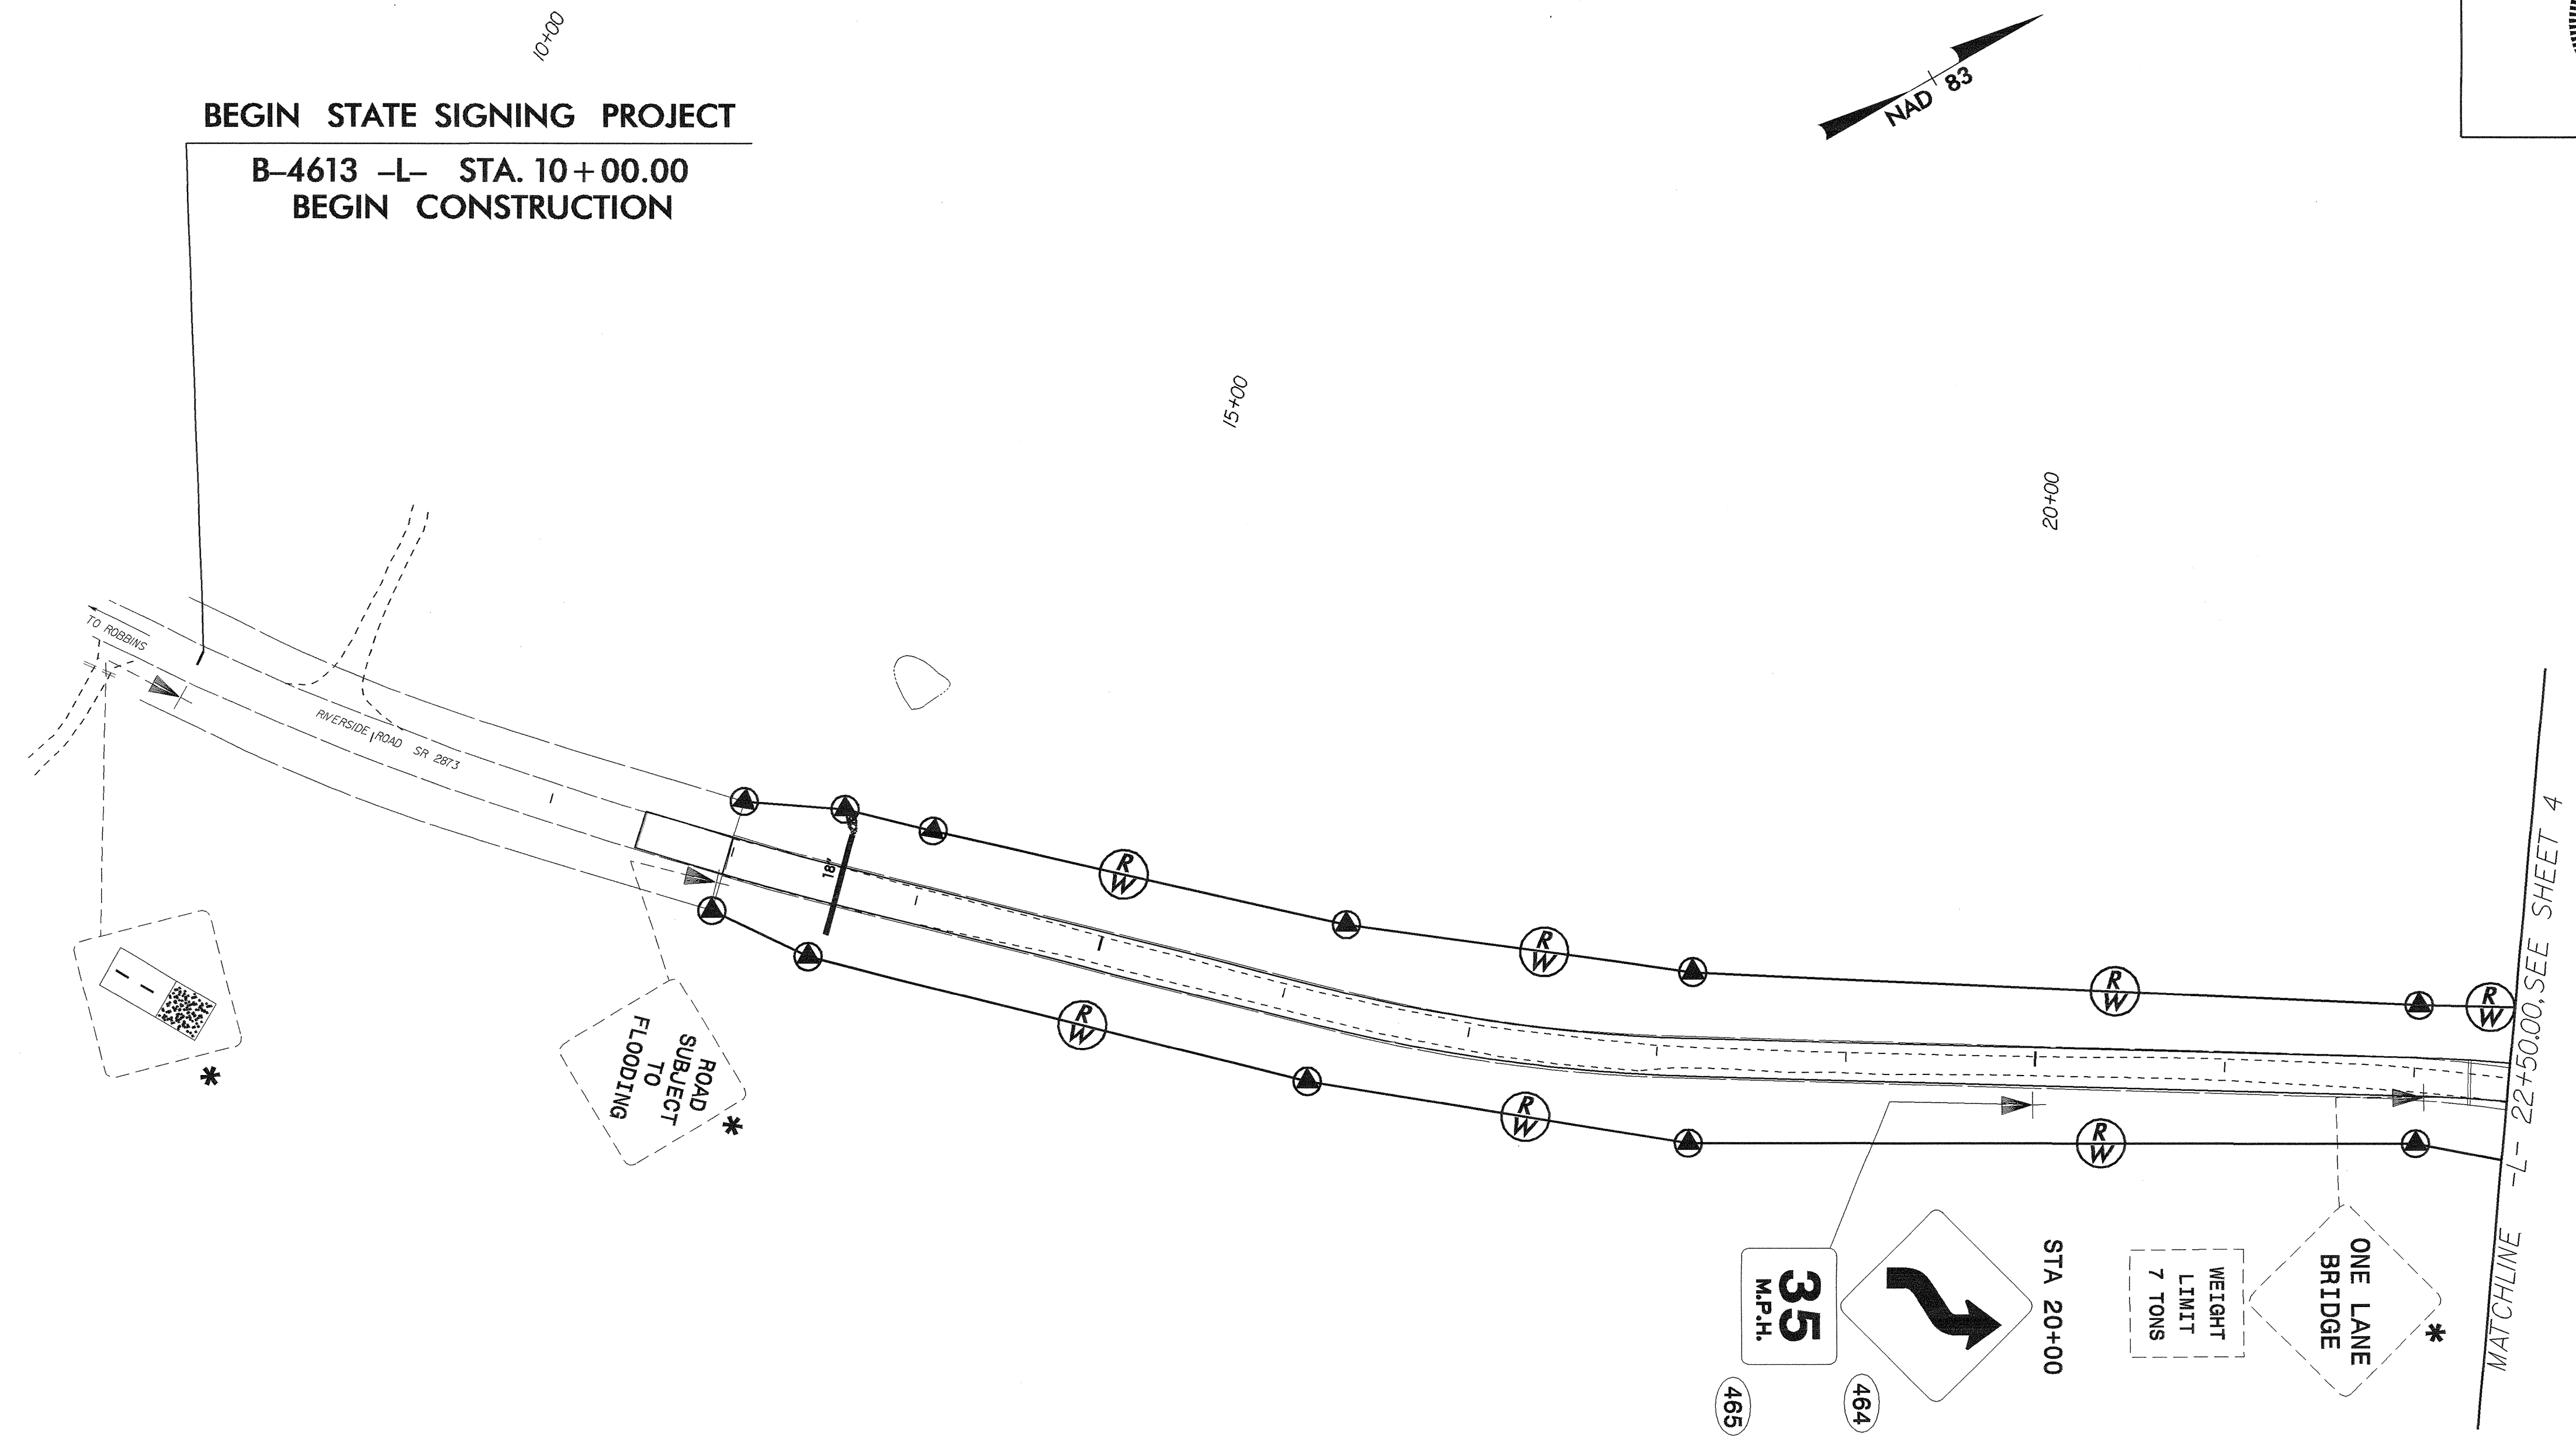 10+00
BEGIN STATE SIGNING PROJECT
B–4613 –L– STA. 10+00.00
BEGIN CONSTRUCTION
NAD 83
15+00
20+00
TO ROBBINS
RIVERSIDE ROAD SR 2873
18"
R
W
R
W
R
W
R
W
R
W
R
W
R
W
*
ROAD
SUBJECT
TO
FLOODING
*
35
M.P.H.
465
464
STA 20+00
WEIGHT
LIMIT
7 TONS
ONE LANE
BRIDGE
*
MATCHLINE -L- 22+50.00, SEE SHEET 4